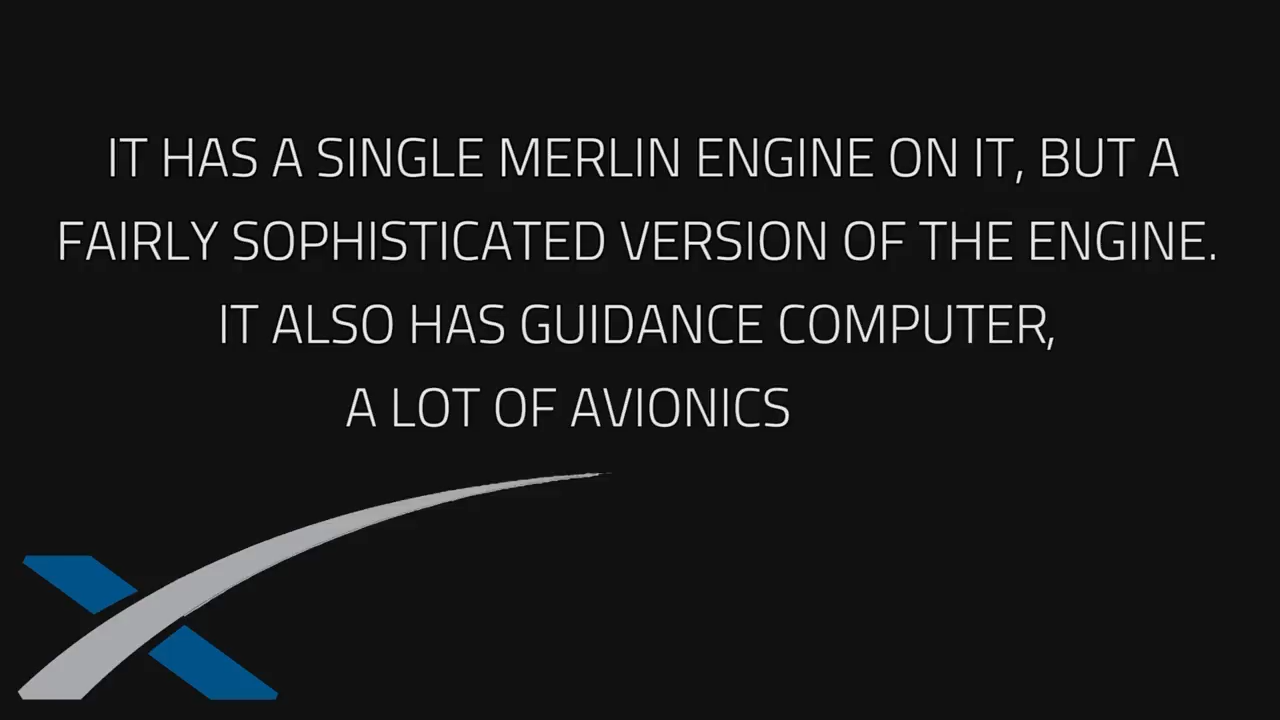 IT HAS A SINGLE MERLIN ENGINE ON IT, BUT A
FAIRLY SOPHISTICATED VERSION OF THE ENGINE.
IT ALSO HAS GUIDANCE COMPUTER,
A LOT OF AVIONICS